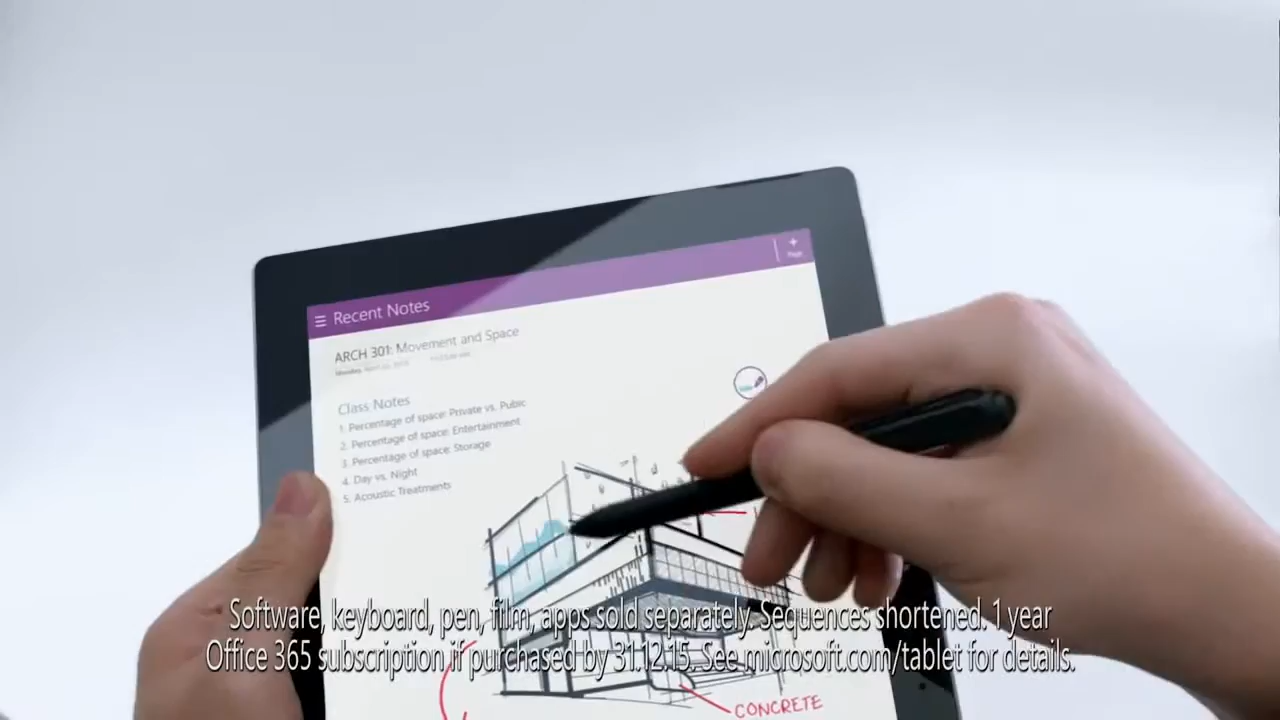 Recent Notes
Page
ARCH 301: Movement and Space
Monday, April
Class Notes
1. Percentage of space: Private vs. Pubic
2. Percentage of space: Entertainment
3. Percentage of space: Storage
4. Day vs. Night
5. Acoustic Treatments
Software, keyboard, pen, film, apps sold separately. Sequences shortened. 1 year
Office 365 subscription if purchased by 31.12.15. See microsoft.com/tablet for details.
CONCRETE